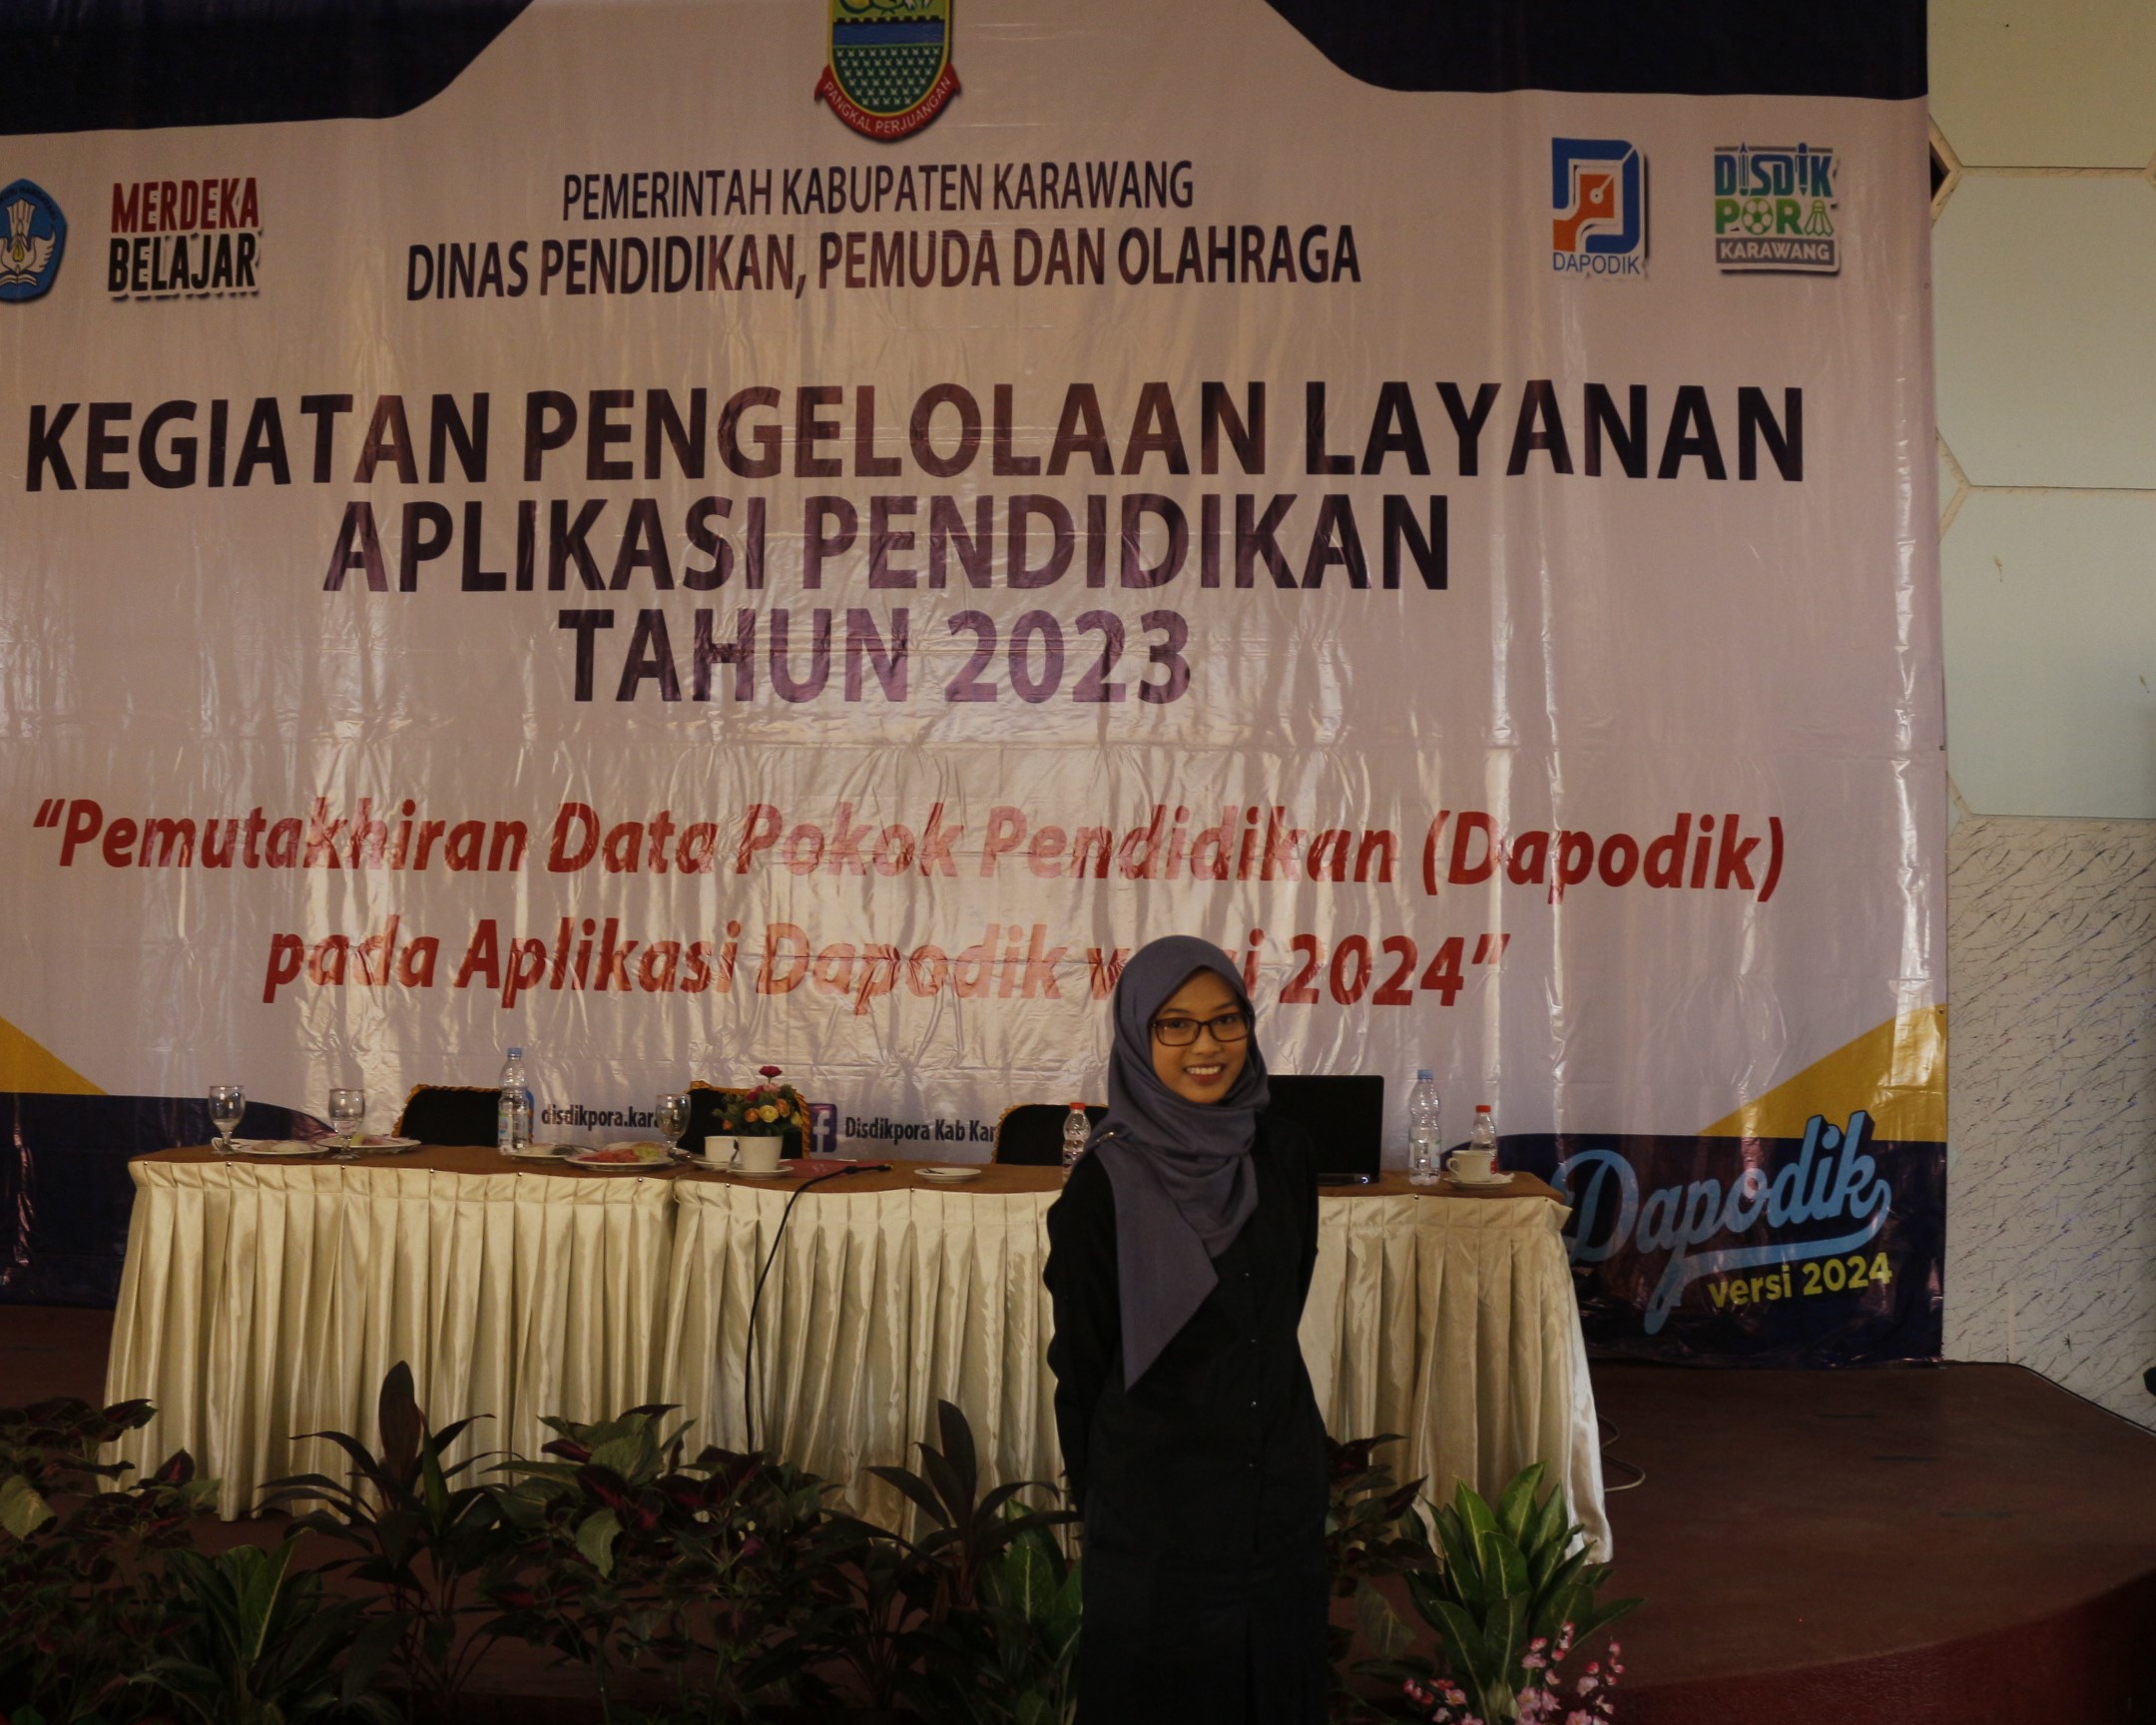 PANGKAL PERJUANGAN
MERDEKA
BELAJAR
PEMERINTAH KABUPATEN KARAWANG
DINAS PENDIDIKAN, PEMUDA DAN OLAHRAGA
DAPODIK
DISDIK
PORA
KARAWANG
KEGIATAN PENGELOLAAN LAYANAN
APLIKASI PENDIDIKAN
TAHUN 2023
"Pemutakhiran Data Pokok Pendidikan (Dapodik)
pada Aplikasi Dapodik versi 2024"
disdikpora.kara
Disdikpora Kab Kar
Dapodik
versi 2024